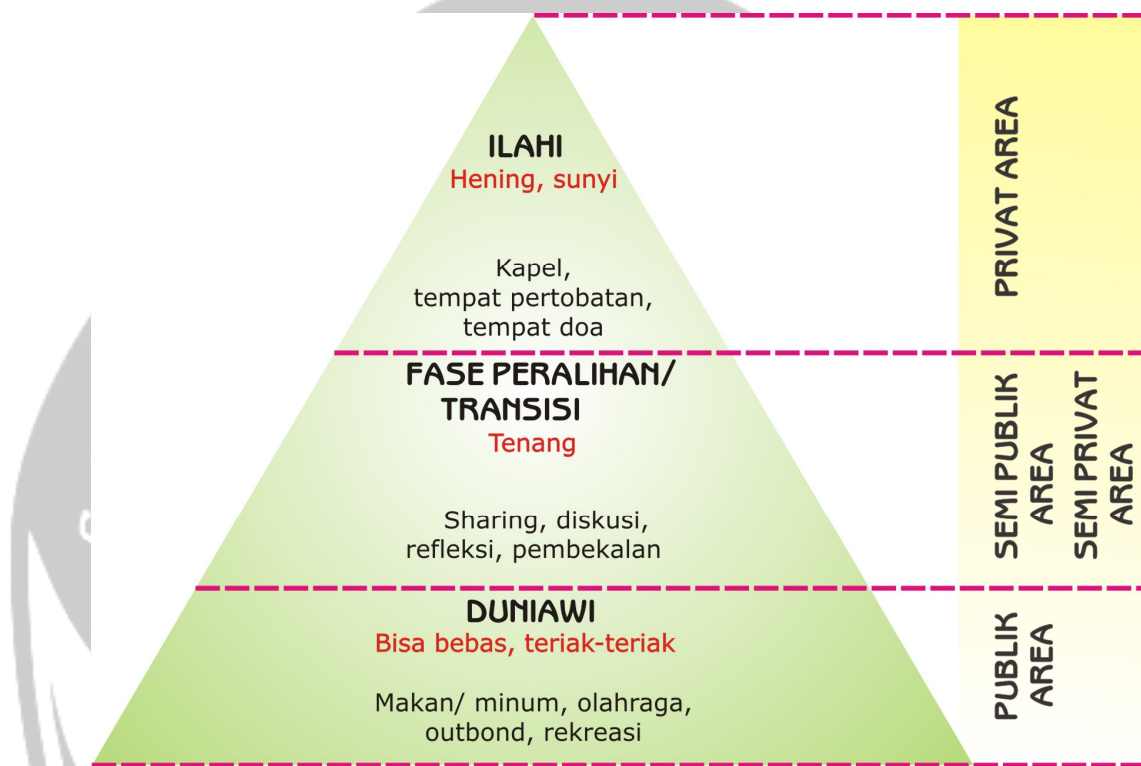 ILAHI
Hening, sunyi
Kapel,
tempat pertobatan,
tempat doa
PRIVAT AREA
FASE PERALIHAN/
TRANSISI
Tenang
Sharing, diskusi,
refleksi, pembekalan
SEMI PUBLIK
AREA
SEMI PRIVAT
AREA
DUNIAWI
Bisa bebas, teriak-teriak
Makan/ minum, olahraga,
outbond, rekreasi
PUBLIK
AREA